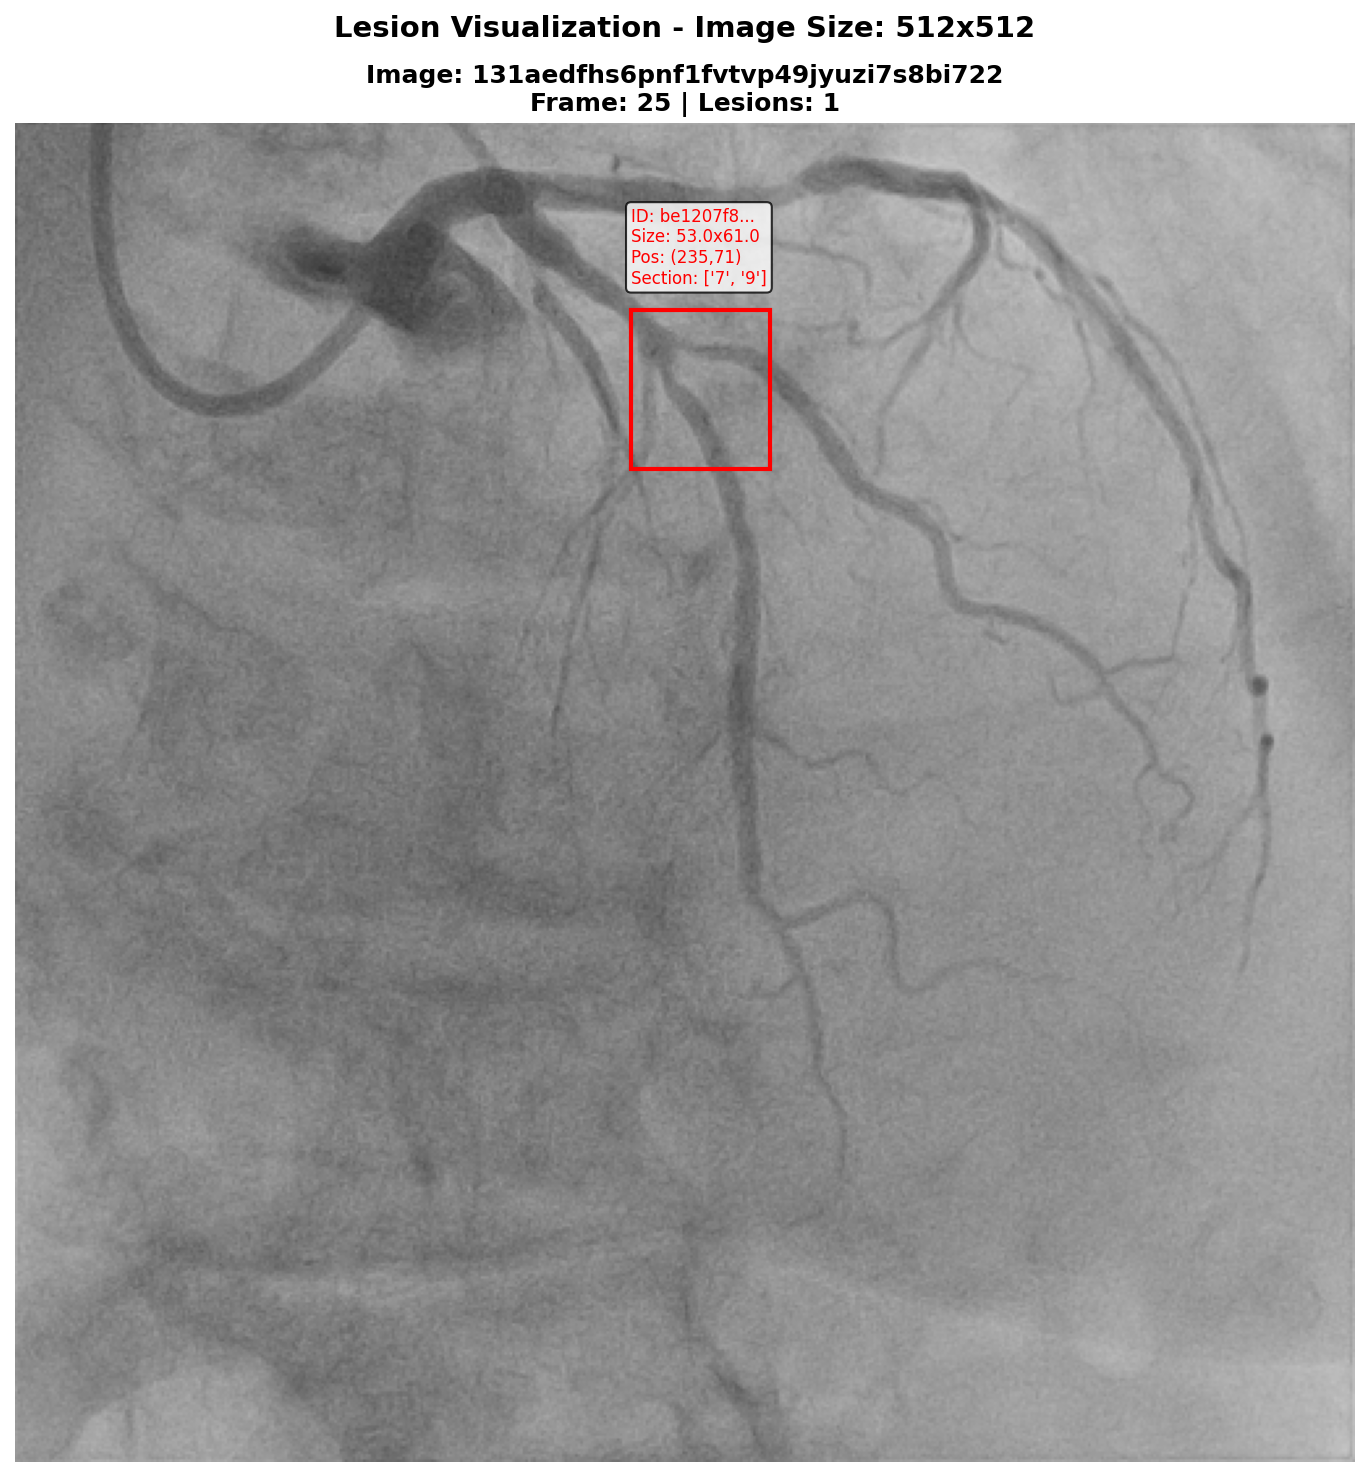 Lesion Visualization - Image Size: 512x512
Image: 131aedfhs6pnf1fvtvp49jyuzi7s8bi722
Frame: 25 | Lesions: 1
ID: be1207f8...
Size: 53.0x61.0
Pos: (235,71)
Section: ['7', '9']